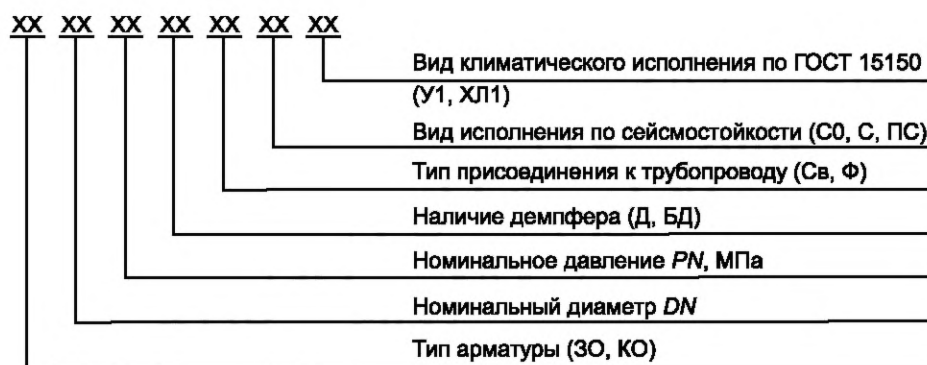 ХХ ХХ ХХ ХХ ХХ ХХ ХХ
Вид климатического исполнения по ГОСТ 15150
(У1, ХЛ1)
Вид исполнения по сейсмостойкости (С0, С, ПС)
Тип присоединения к трубопроводу (Св, Ф)
Наличие демпфера (Д, БД)
Номинальное давление PN, МПа
Номинальный диаметр DN
Тип арматуры (ЗО, КО)